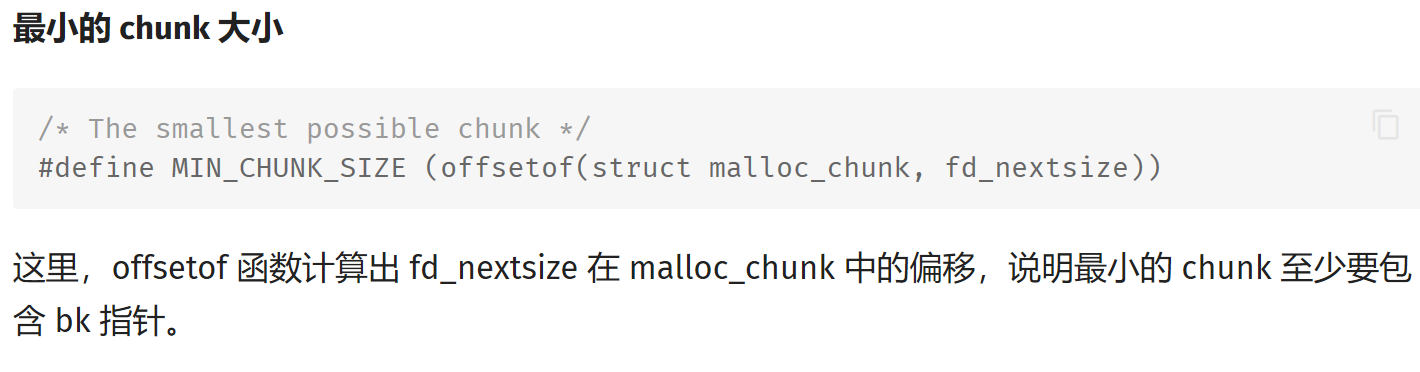 最小的 chunk 大小
/* The smallest possible chunk */
#define MIN_CHUNK_SIZE (offsetof(struct malloc_chunk, fd_nextsize))
这里，offsetof 函数计算出 fd_nextsize 在 malloc_chunk 中的偏移，说明最小的 chunk 至少要包
含 bk 指针。